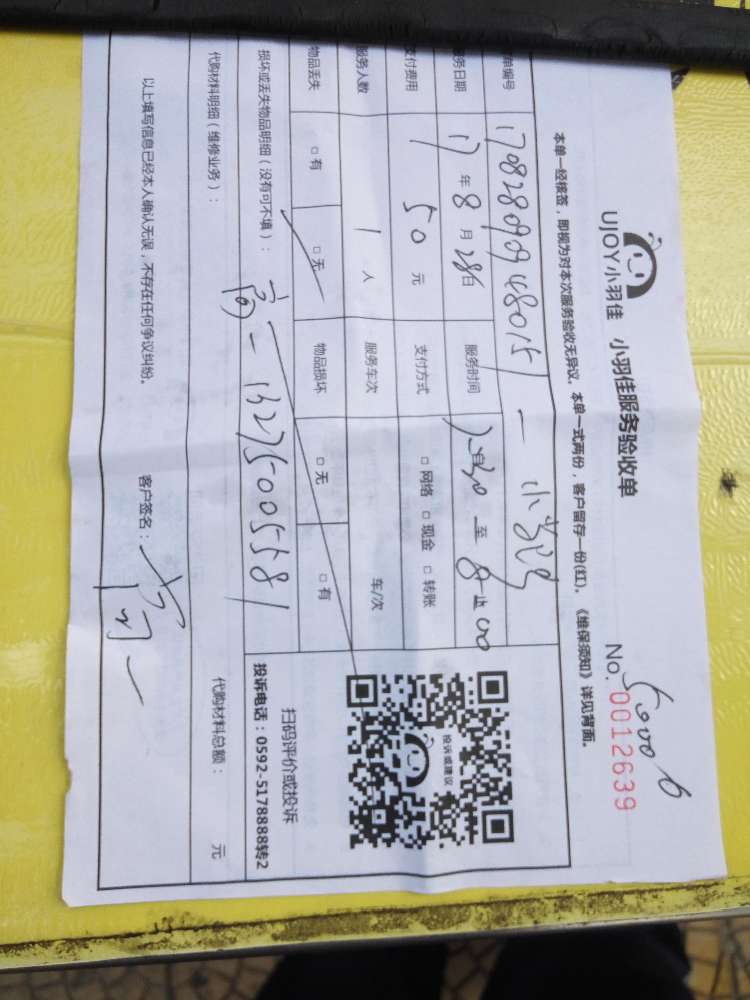 UJOY小羽佳 小羽佳服务验收单
No. 0012639
本单一经核签，即视为对本次服务验收无异议。本单一式两份，客户留存一份(红)。《维保须知》详见背面。
单编号 170828090948015
服务日期 17 年 8 月 28 日 服务时间 至
支付费用 150 元 支付方式 □ 网络 □ 现金 □ 转账
服务人数 1 人 服务车次 车/次
物品丢失 □ 有 □ 无 物品损坏 □ 无 □ 有
损坏或丢失物品明细（没有可不填）：
13275005581
投诉或建议
扫码评价或投诉
投诉电话：0592-5178888转2
代购材料明细（维修业务）： 代购材料总额： 元
以上填写信息已经本人确认无误，不存在任何争议纠纷。 客户签名：